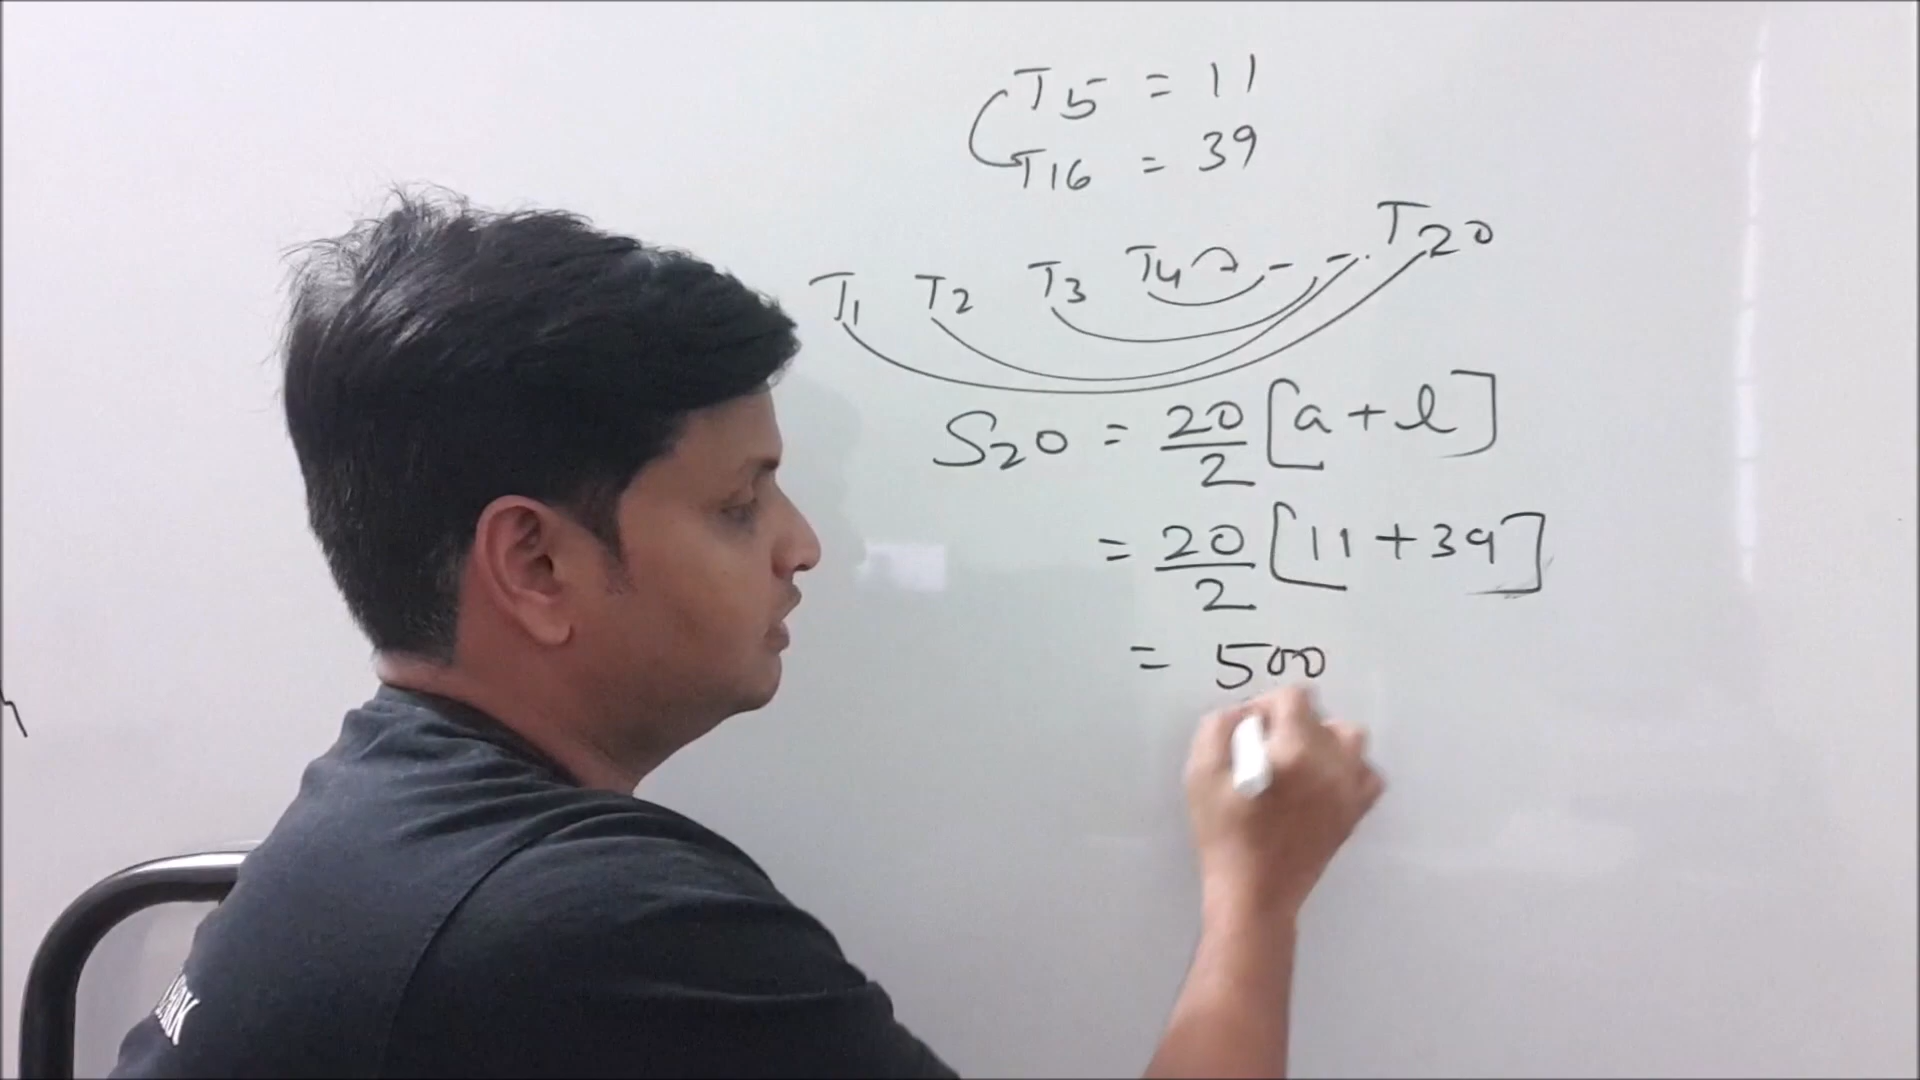 T5 = 11
T16 = 39
T1 T2 T3 T4 - - . T20
S20 = 20/2 [a + l]
= 20/2 [11 + 39]
= 500